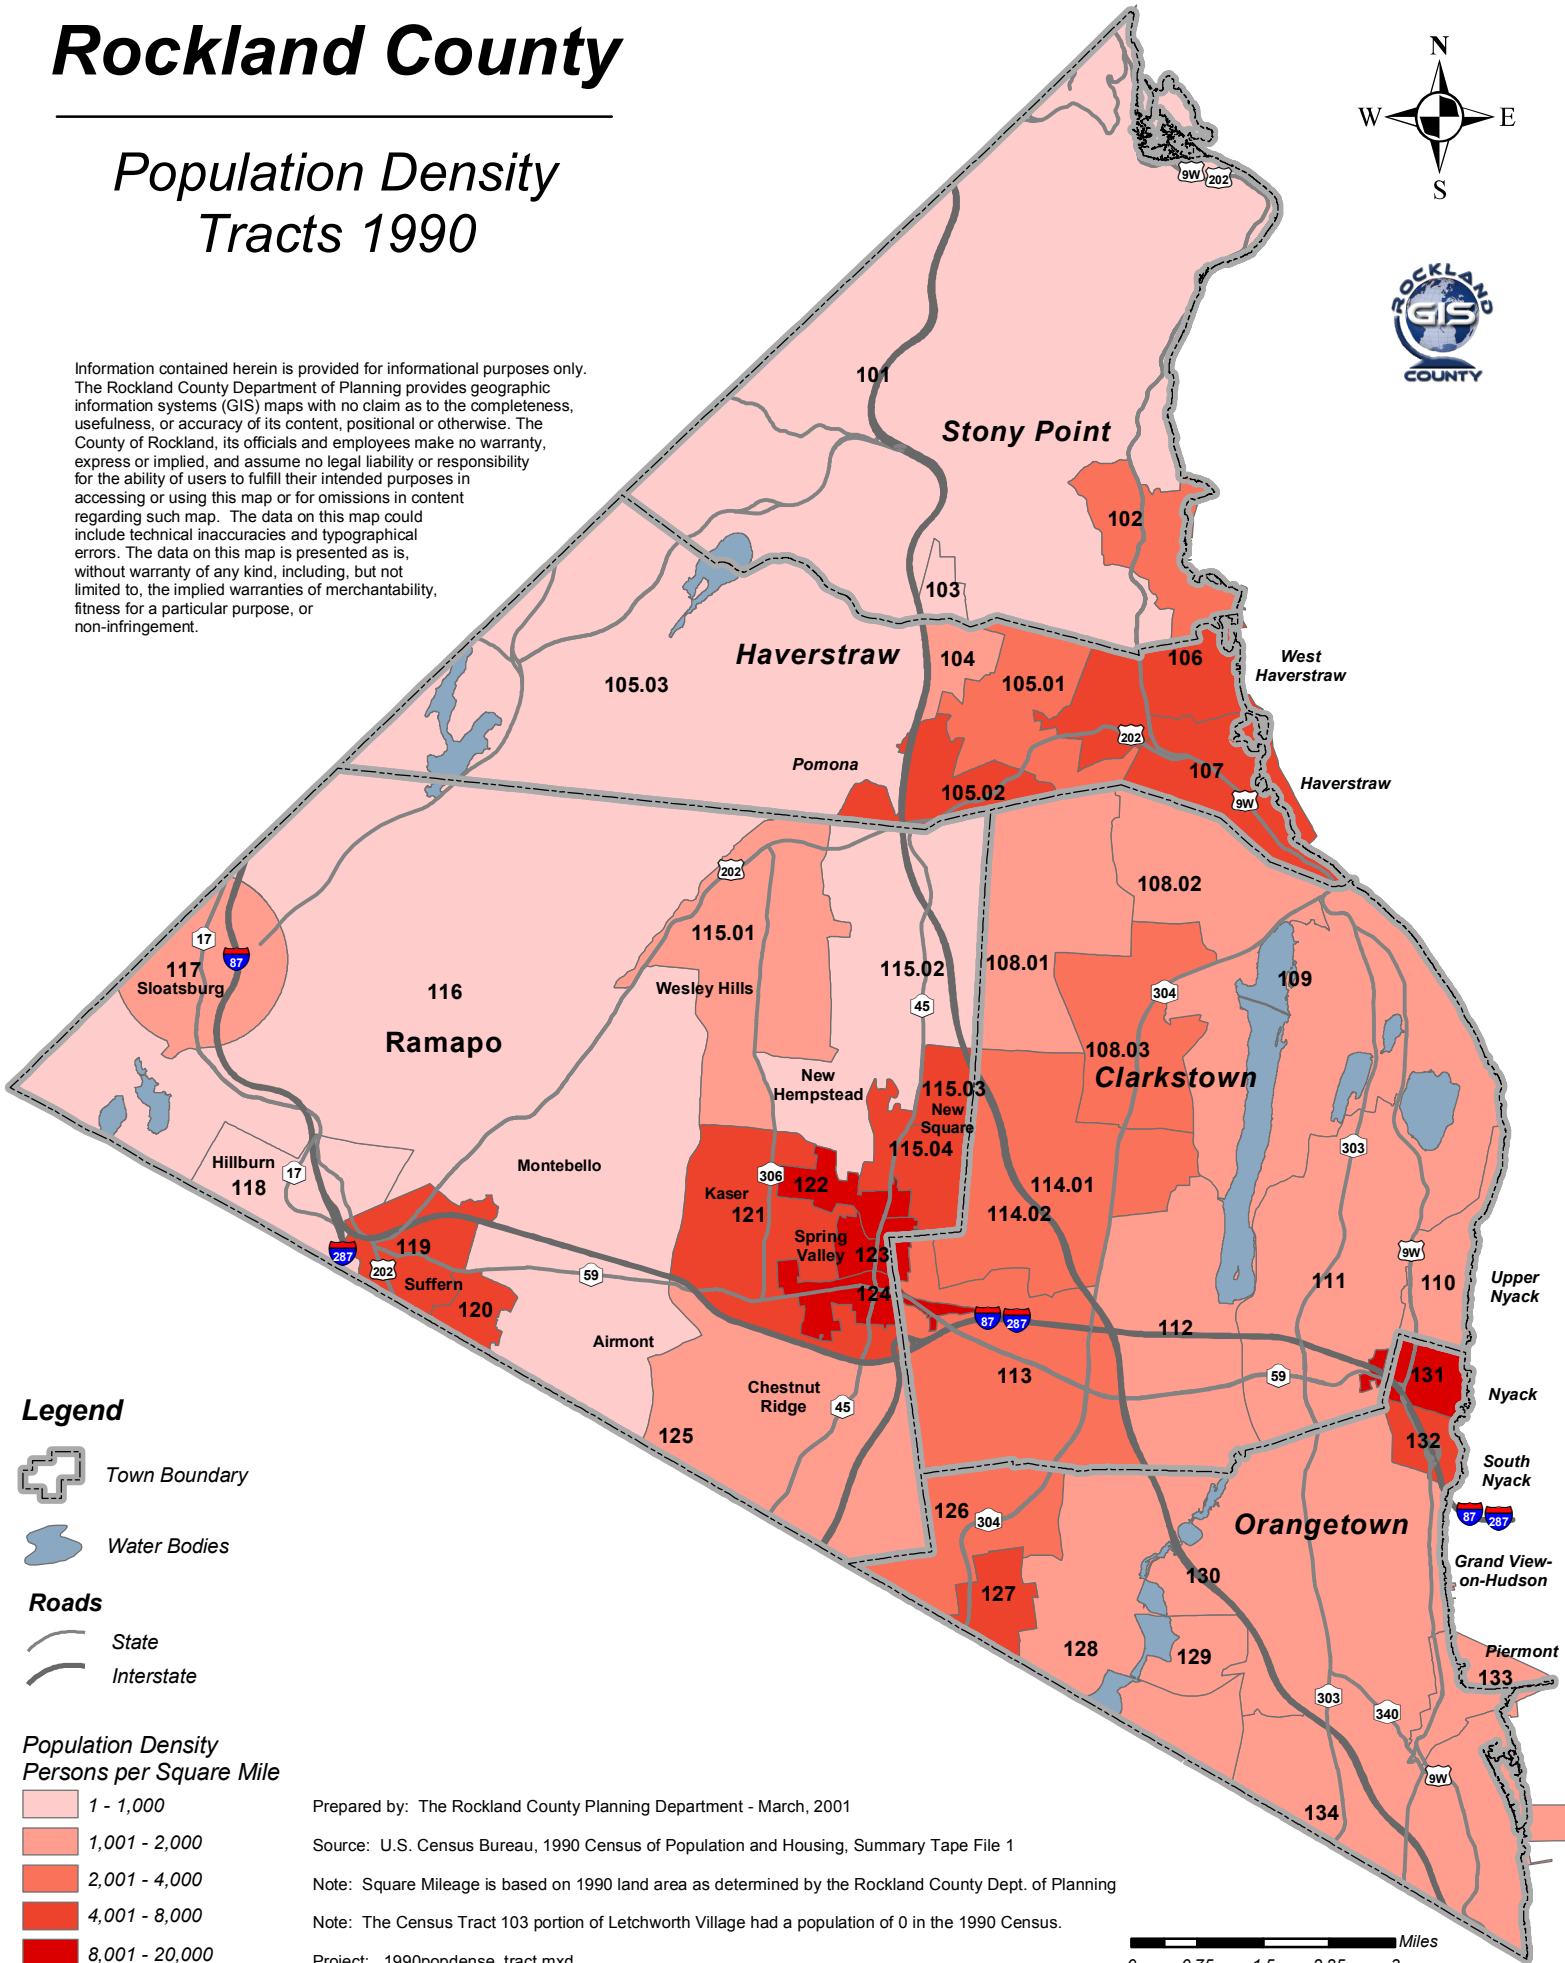 Rockland County
Population Density
Tracts 1990
N
W
E
S
ROCKLAND
GIS
COUNTY
Information contained herein is provided for informational purposes only.
The Rockland County Department of Planning provides geographic
information systems (GIS) maps with no claim as to the completeness,
usefulness, or accuracy of its content, positional or otherwise. The
County of Rockland, its officials and employees make no warranty,
express or implied, and assume no legal liability or responsibility
for the ability of users to fulfill their intended purposes in
accessing or using this map or for omissions in content
regarding such map. The data on this map could
include technical inaccuracies and typographical
errors. The data on this map is presented as is,
without warranty of any kind, including, but not
limited to, the implied warranties of merchantability,
fitness for a particular purpose, or
non-infringement.
9W
202
101
Stony Point
102
103
Haverstraw
104
105.03
105.01
106
West
Haverstraw
202
Pomona
105.02
107
9W
Haverstraw
202
108.02
17
87
117
Sloatsburg
116
115.01
Wesley Hills
115.02
45
108.01
304
109
Ramapo
108.03
Clarkstown
New
Hempstead
115.03
New
Square
115.04
303
Hillburn
118
17
Montebello
306
122
Kaser
121
114.01
114.02
Spring
Valley
123
119
287
202
Suffern
120
59
124
9W
111
110
Upper
Nyack
87
287
112
Airmont
113
59
131
Nyack
Chestnut
Ridge
45
125
132
South
Nyack
87
287
126
304
Orangetown
127
130
Grand View-
on-Hudson
128
129
Piermont
133
303
340
9W
134
Legend
Town Boundary
Water Bodies
Roads
State
Interstate
Population Density
Persons per Square Mile
1 - 1,000
1,001 - 2,000
2,001 - 4,000
4,001 - 8,000
8,001 - 20,000
Prepared by: The Rockland County Planning Department - March, 2001
Source: U.S. Census Bureau, 1990 Census of Population and Housing, Summary Tape File 1
Note: Square Mileage is based on 1990 land area as determined by the Rockland County Dept. of Planning
Note: The Census Tract 103 portion of Letchworth Village had a population of 0 in the 1990 Census.
Project: 1990popdense_tract.mxd
Miles